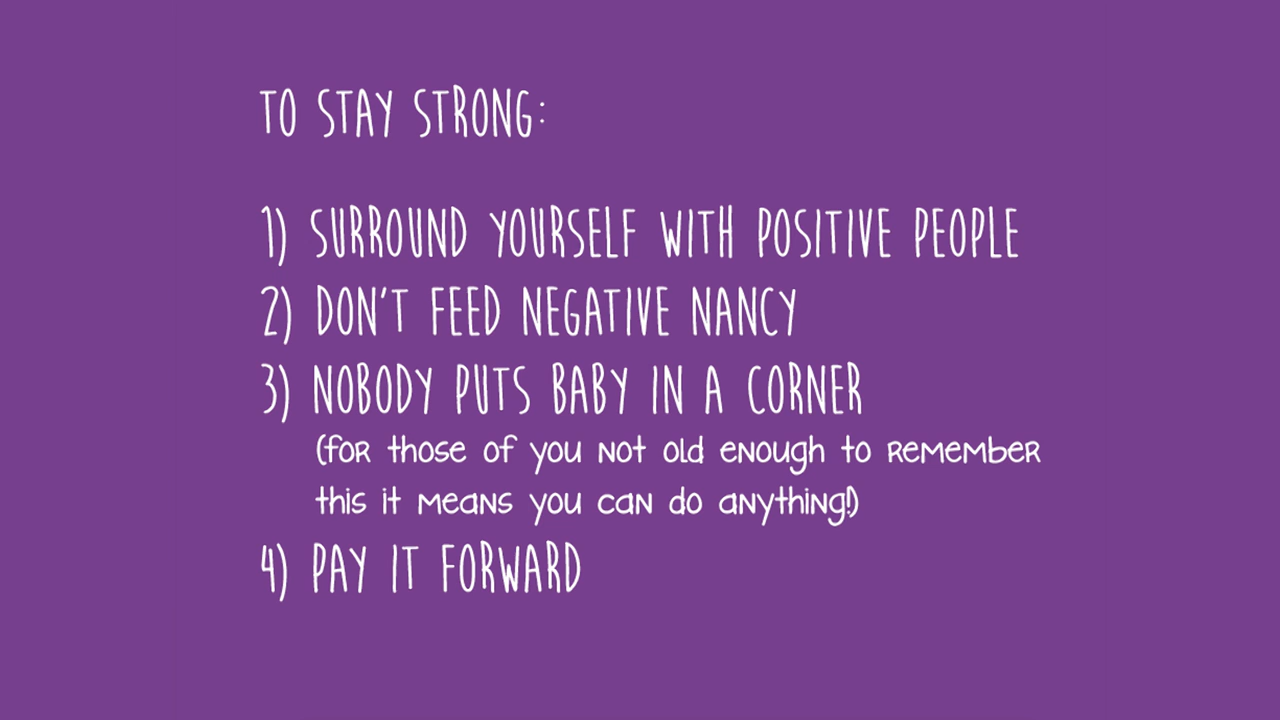 TO STAY STRONG:
1) SURROUND YOURSELF WITH POSITIVE PEOPLE
2) DON'T FEED NEGATIVE NANCY
3) NOBODY PUTS BABY IN A CORNER
(for those of you not old enough to remember
this it means you can do anything!)
4) PAY IT FORWARD